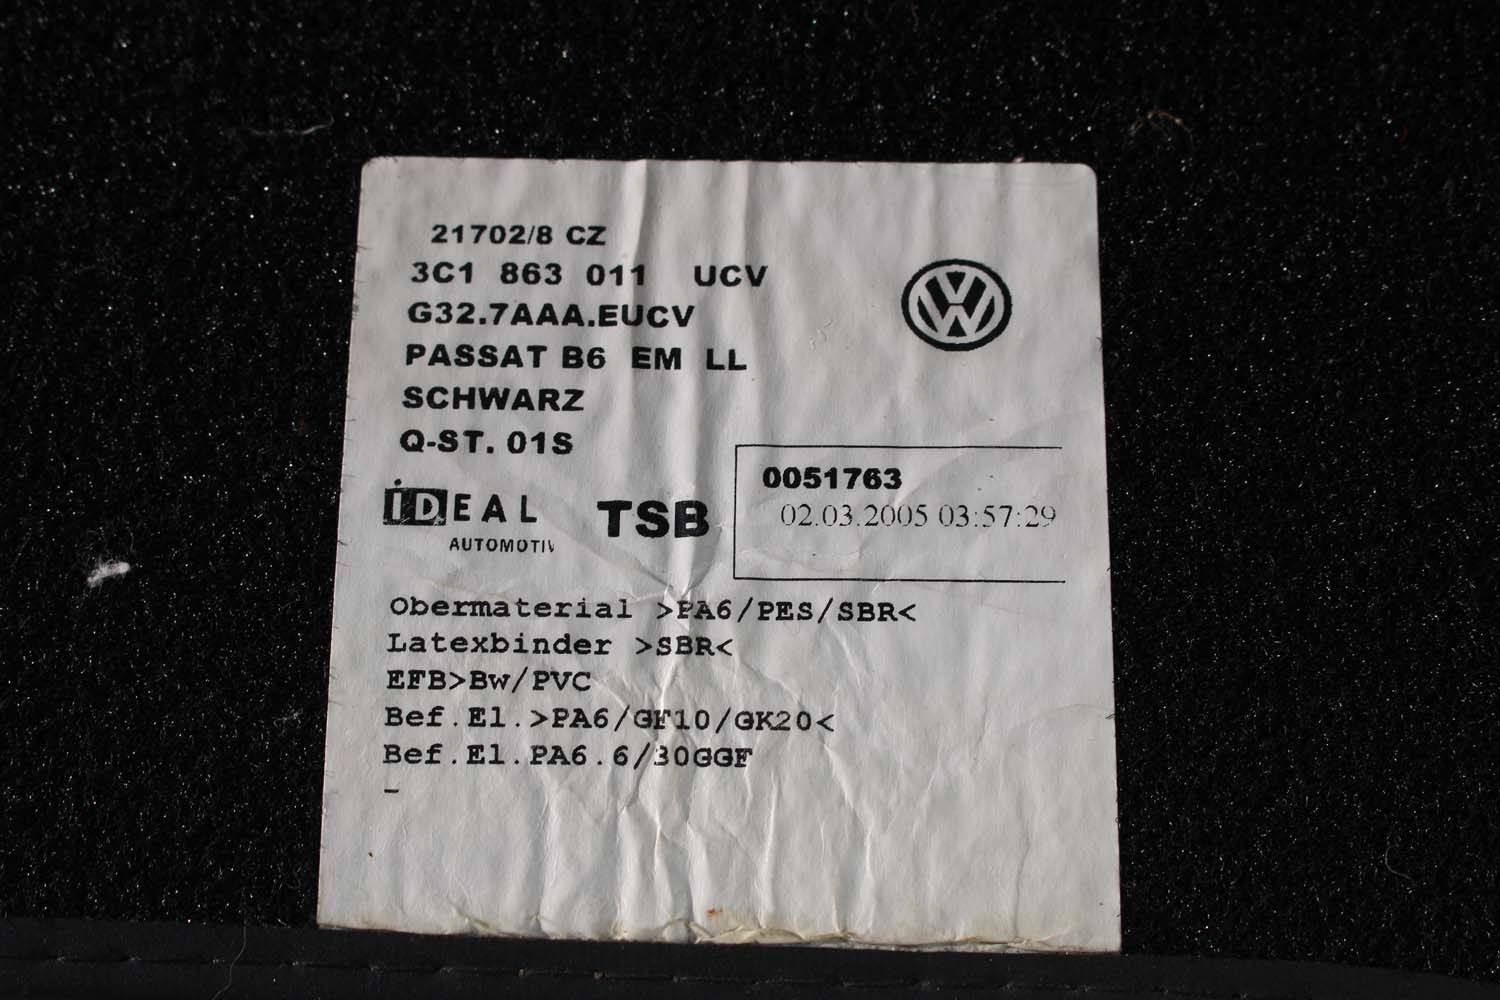 21702/8 CZ
3C1 863 011 UCV
G32.7AAA.EUCV
PASSAT B6 EM LL
SCHWARZ
Q-ST. 01S
IDEAL
AUTOMOTIV
TSB
0051763
02.03.2005 03:57:29
Obermaterial >PA6/PES/SBR<
Latexbinder >SBR<
EFB>Bw/PVC
Bef.El.>PA6/GF10/GK20<
Bef.El.PA6.6/30GGF
-